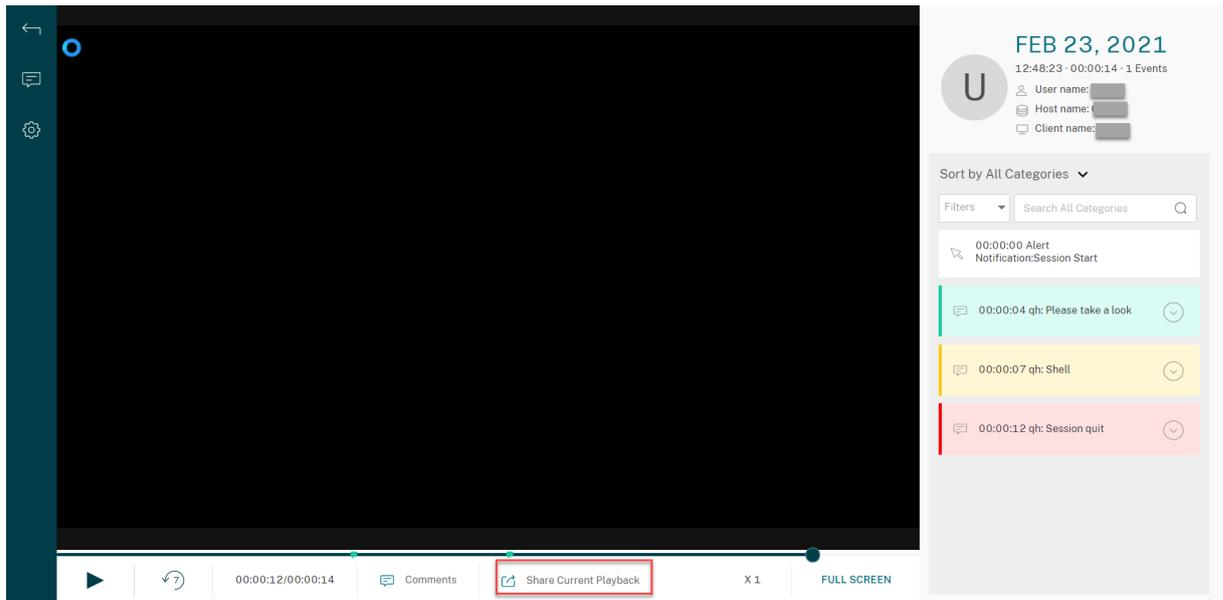 FEB 23, 2021
12:48:23 · 00:00:14 · 1 Events
U
User name:
Host name:
Client name:
Sort by All Categories
Filters
Search All Categories
00:00:00 Alert
Notification:Session Start
00:00:04 qh: Please take a look
00:00:07 qh: Shell
00:00:12 qh: Session quit
7
00:00:12/00:00:14
Comments
Share Current Playback
X 1
FULL SCREEN